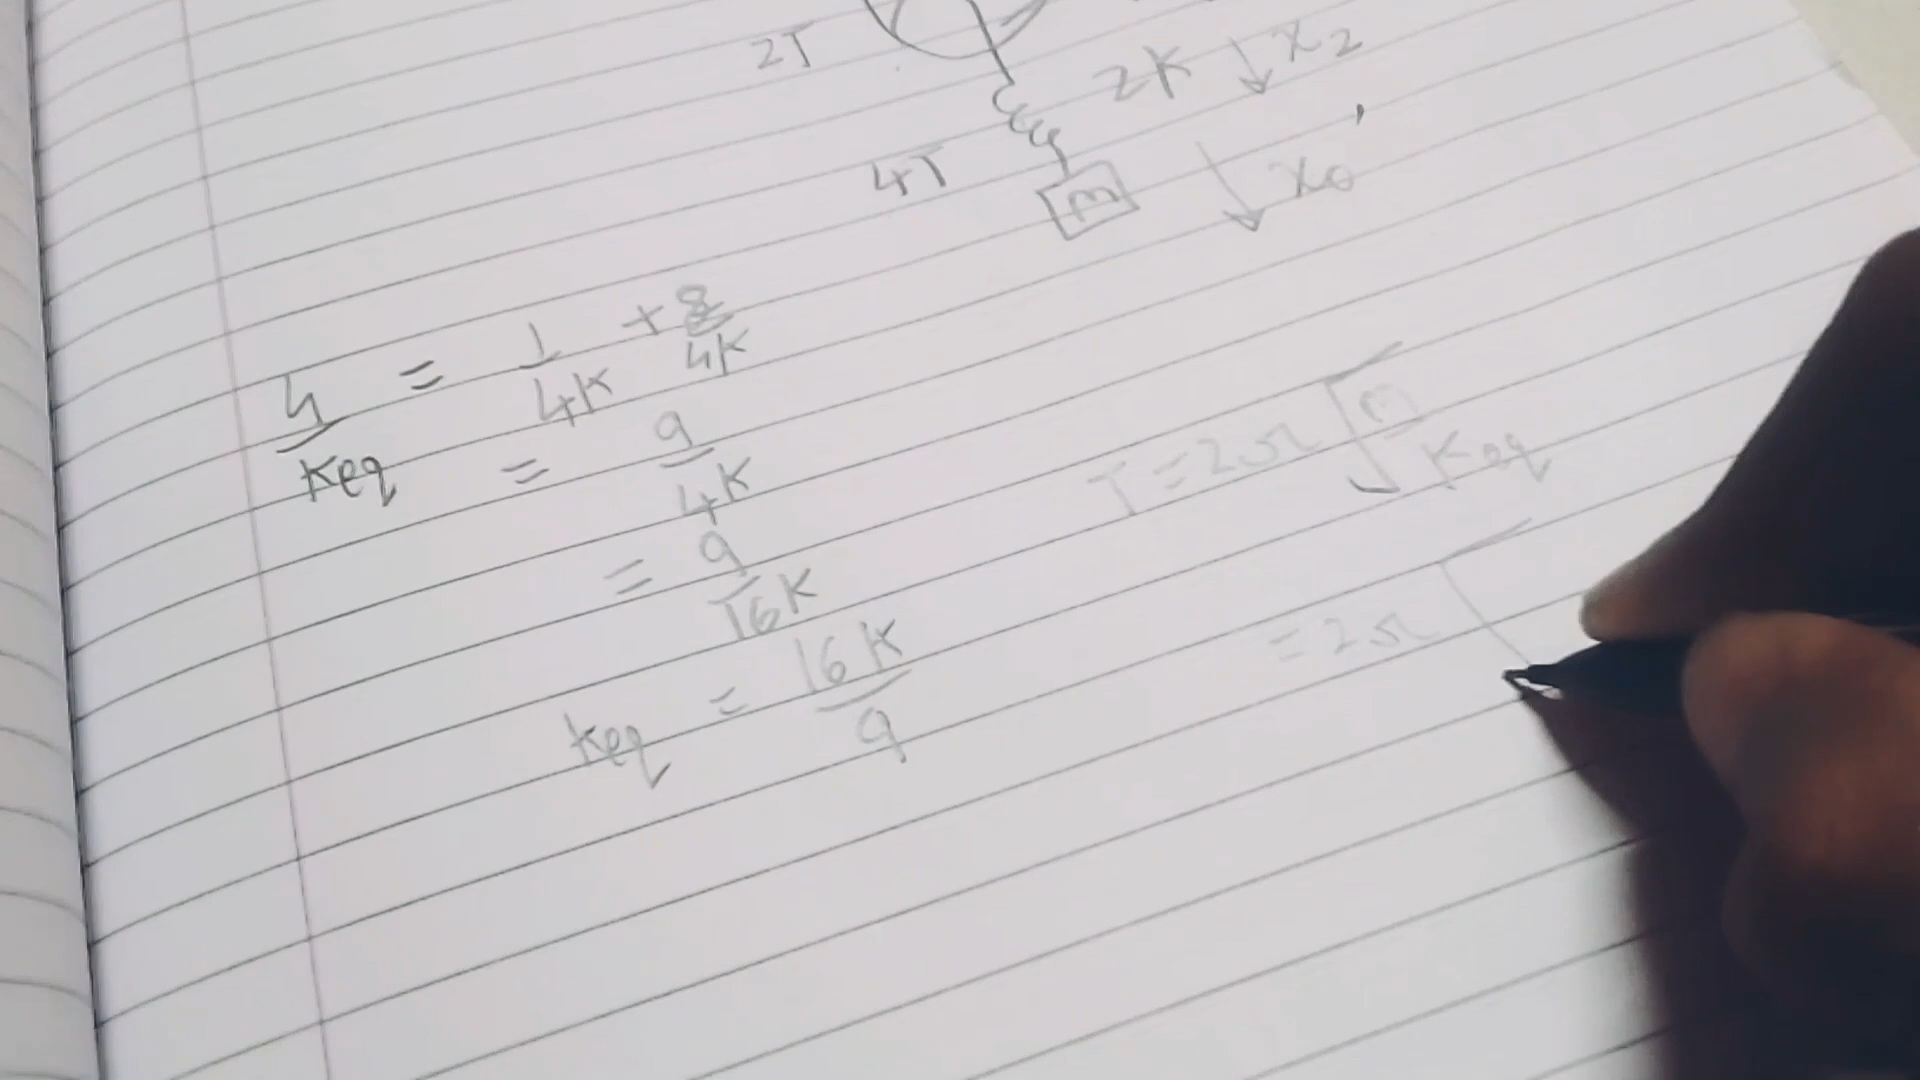 2T
2K ↓ x2
4T
m
↓ x0
4/Keq = 1/4K + 8/4K
= 9/4K
= 9/16K
Keq = 16K/9
T = 2π √(m/Keq)
= 2π √